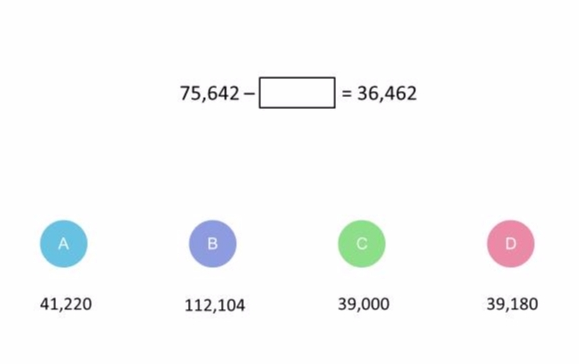 75,642 – = 36,462
A B C D
41,220 112,104 39,000 39,180